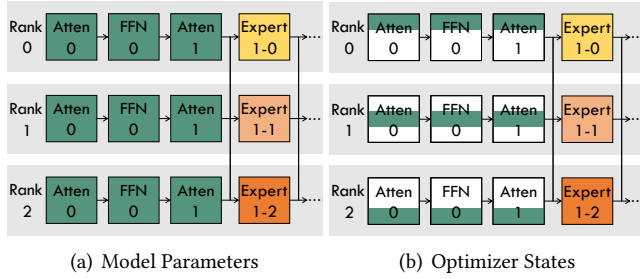 Rank
0
Atten
0
FFN
0
Atten
1
Expert
1-0
...
Rank
1
Atten
0
FFN
0
Atten
1
Expert
1-1
...
Rank
2
Atten
0
FFN
0
Atten
1
Expert
1-2
...
(a) Model Parameters
Rank
0
Atten
0
FFN
0
Atten
1
Expert
1-0
...
Rank
1
Atten
0
FFN
0
Atten
1
Expert
1-1
...
Rank
2
Atten
0
FFN
0
Atten
1
Expert
1-2
...
(b) Optimizer States